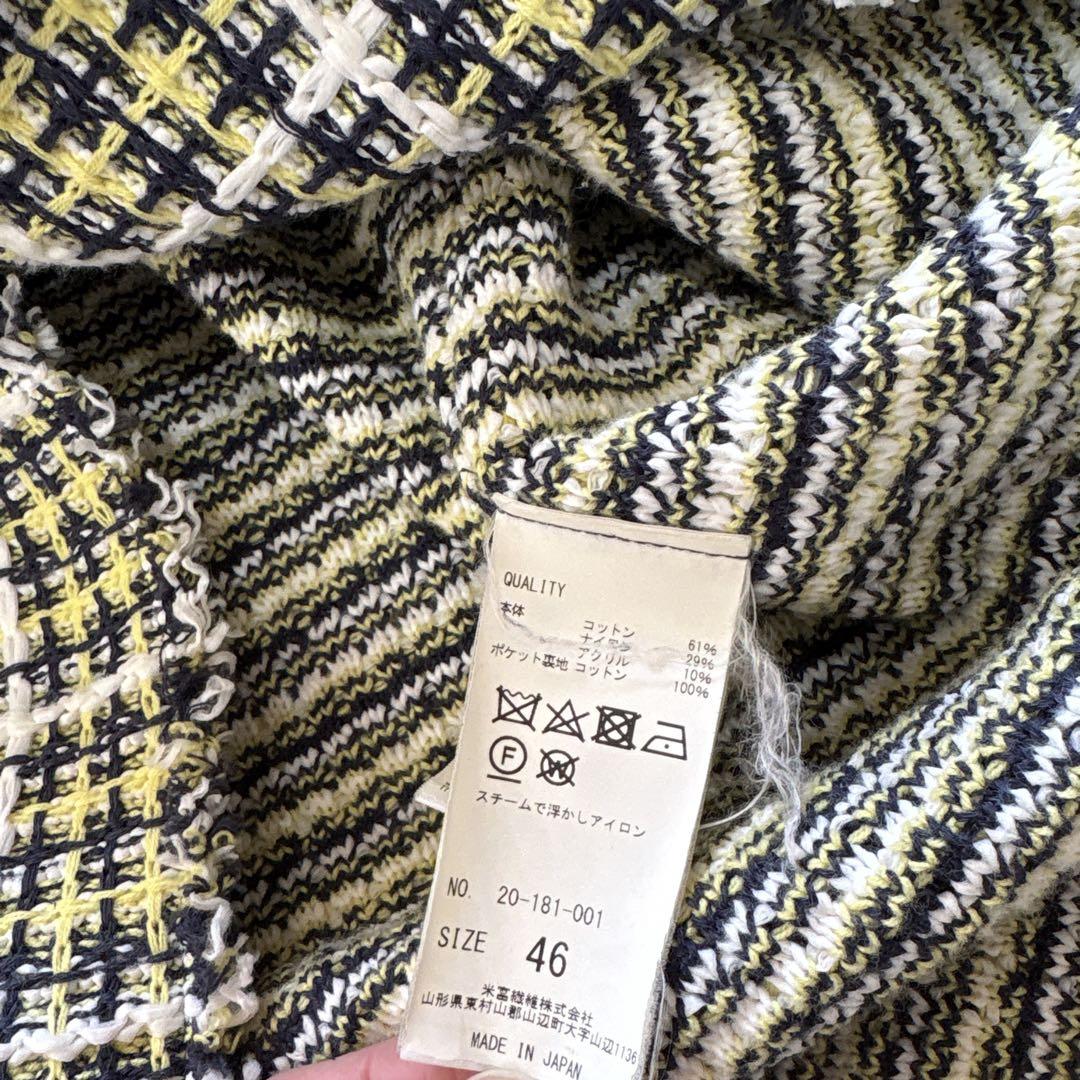 QUALITY
本体 コットン 61%
ナイロン 29%
アクリル 10%
ポケット裏地 コットン 100%
F W
スチームで浮かしアイロン
NO. 20-181-001
SIZE 46
米富繊維株式会社
山形県東村山郡山辺町大字山辺1136
MADE IN JAPAN